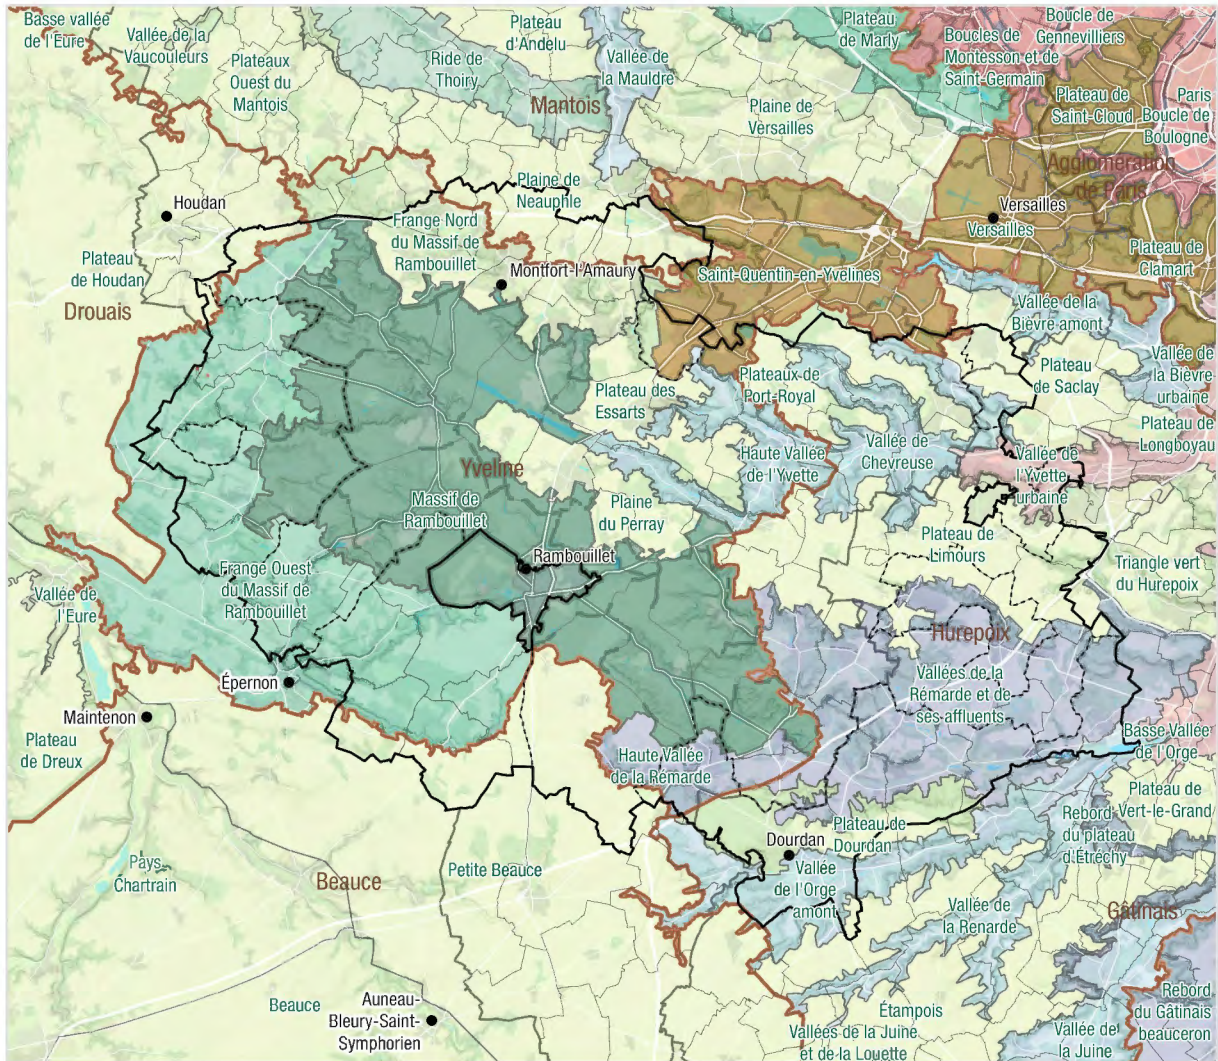 Basse vallée
de l'Eure
Vallée de la
Vaucouleurs
Plateaux
Ouest du
Mantois
Ride de
Thoiry
Plateau
d'Andelu
Vallée de
la Mauldre
Mantois
Plaine de
Versailles
Plateau
de Marly
Boucles de
Montesson et de
Saint-Germain
Boucle de
Gennevilliers
Plateau de
Saint-Cloud
Paris
Boucle de
Boulogne
Agglomération
de Paris
Versailles
Versailles
Plateau de
Clamart
Houdan
Plateau
de Houdan
Drouais
Plaine de
Neauphle
Frange Nord
du Massif de
Rambouillet
Montfort-l'Amaury
Saint-Quentin-en-Yvelines
Vallée de la
Bièvre amont
Plateau
de Saclay
Vallée de
la Bièvre
urbaine
Plateau de
Longboyau
Plateau des
Essarts
Plateaux de
Port-Royal
Haute Vallée
de l'Yvette
Vallée de
Chevreuse
Vallée de
l'Yvette
urbaine
Yveline
Massif de
Rambouillet
Plaine
du Perray
Rambouillet
Plateau de
Limours
Triangle vert
du Hurepoix
Frange Ouest
du Massif de
Rambouillet
Vallée de
l'Eure
Hurepoix
Vallées de la
Rémarde et de
ses affluents
Épernon
Maintenon
Plateau
de Dreux
Haute Vallée
de la Rémarde
Basse Vallée
de l'Orge
Plateau de
Vert-le-Grand
Rebord
du plateau
d'Étréchy
Plateau de
Dourdan
Dourdan
Vallée
de l'Orge
amont
Pays
Chartrain
Beauce
Petite Beauce
Vallée de
la Renarde
Gâtinais
Beauce
Auneau-
Bleury-Saint-
Symphorien
Étampois
Vallées de la Juine
et de la Louette
Vallée de
la Juine
Rebord
du Gâtinais
beauceron